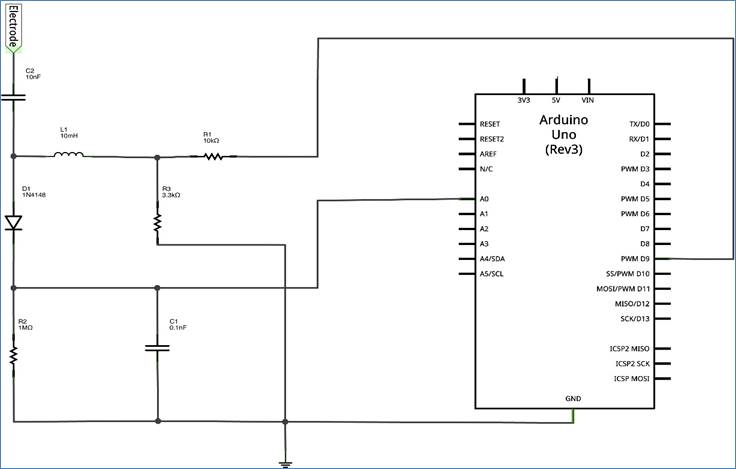 Electrode
C2
10nF
L1
10mH
R1
10kΩ
D1
1N4148
R3
3.3kΩ
R2
1MΩ
C1
0.1nF
3V3 5V VIN
Arduino
Uno
(Rev3)
RESET
RESET2
AREF
N/C
A0
A1
A2
A3
A4/SDA
A5/SCL
TX/D0
RX/D1
D2
PWM D3
D4
PWM D5
PWM D6
D7
D8
PWM D9
SS/PWM D10
MOSI/PWM D11
MISO/D12
SCK/D13
ICSP2 MISO
ICSP2 SCK
ICSP MOSI
GND